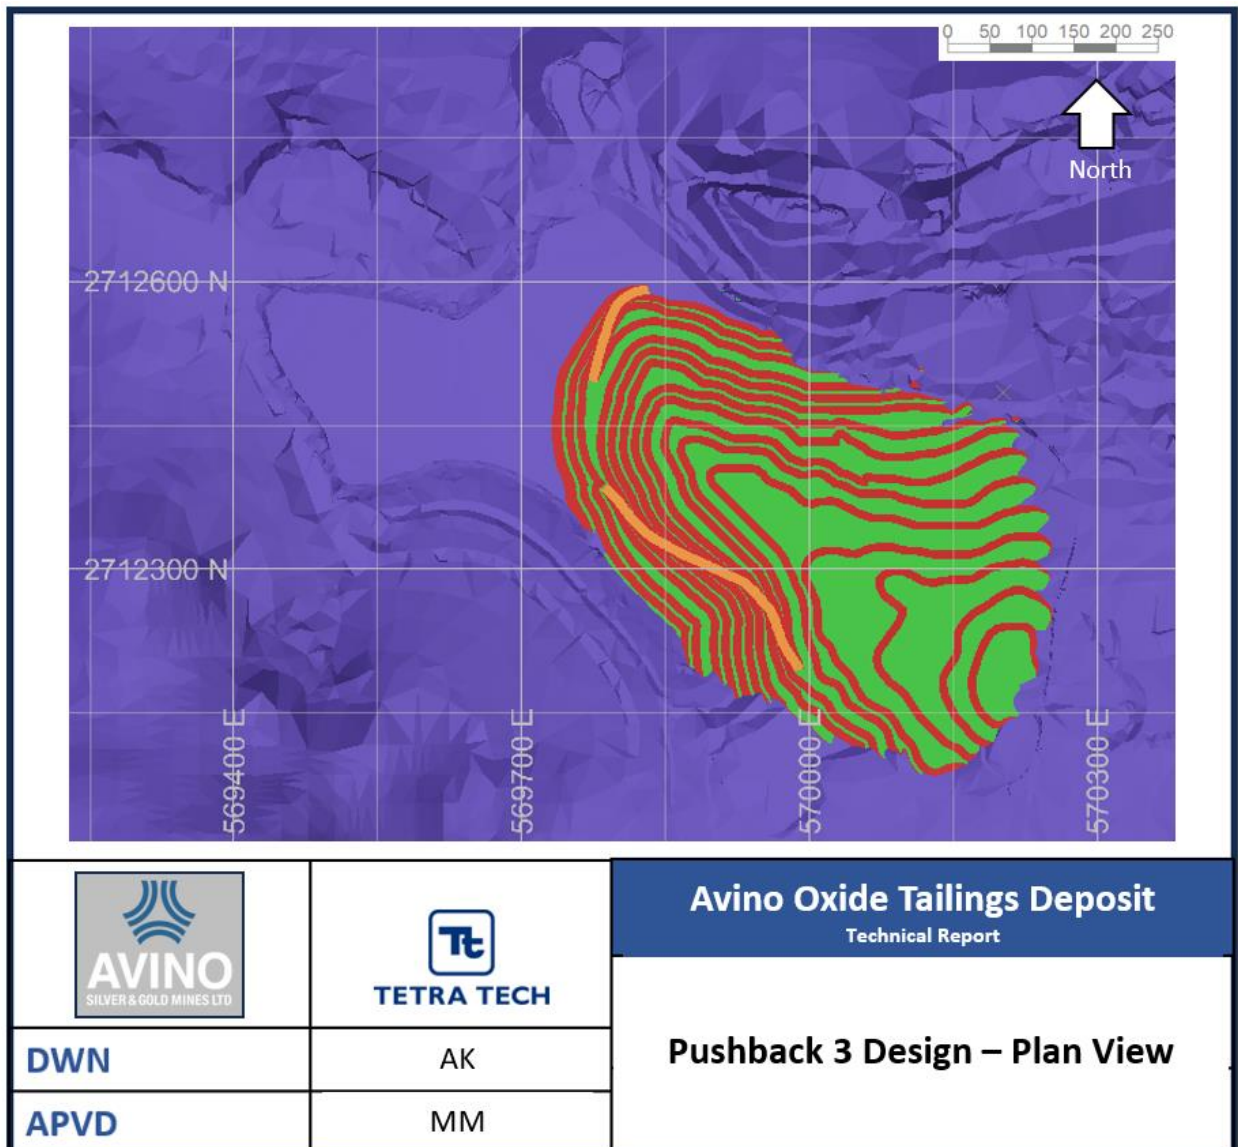 0 50 100 150 200 250
North
2712600 N
2712300 N
569400 E
569700 E
570000 E
570300 E
AVINO
SILVER & GOLD MINES LTD
Tt
TETRA TECH
Avino Oxide Tailings Deposit
Technical Report
Pushback 3 Design – Plan View
DWN
AK
APVD
MM